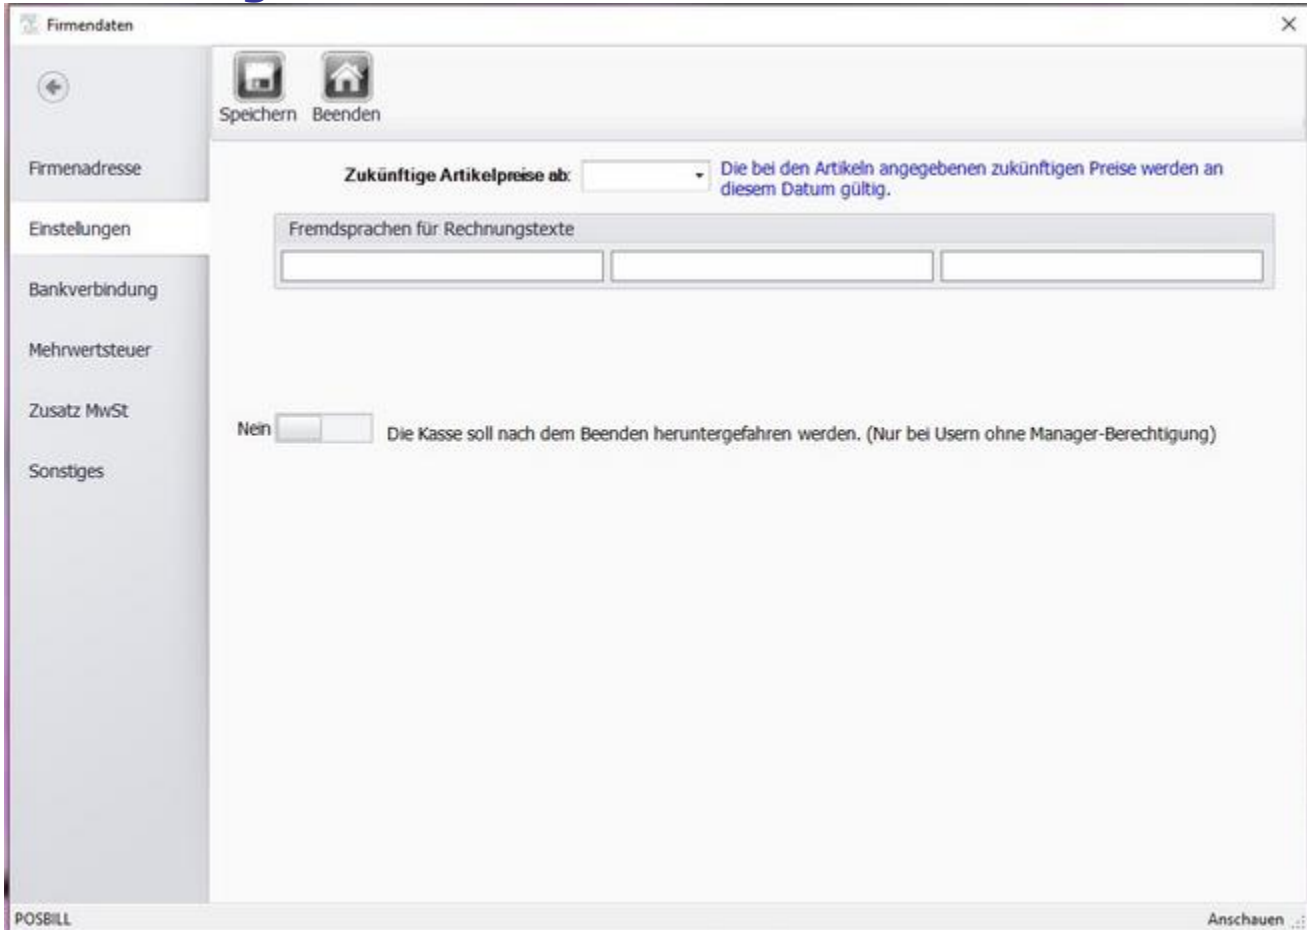 Firmendaten
Speichern Beenden
Firmenadresse
Zukünftige Artikelpreise ab:
Die bei den Artikeln angegebenen zukünftigen Preise werden an
diesem Datum gültig.
Einstellungen
Fremdsprachen für Rechnungstexte
Bankverbindung
Mehrwertsteuer
Zusatz MwSt
Nein
Die Kasse soll nach dem Beenden heruntergefahren werden. (Nur bei Usern ohne Manager-Berechtigung)
Sonstiges
POSBILL
Anschauen